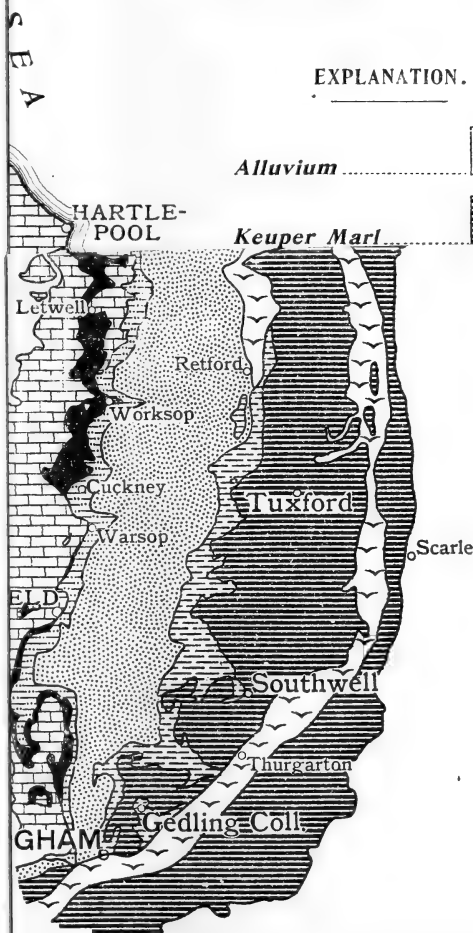 SEA
EXPLANATION.
Alluvium
HARTLE-
POOL
Keuper Marl
Letwell
Retford
Worksop
Cuckney
Tuxford
Warsop
Scarle
ELD
Southwell
Thurgarton
Gedling Coll.
GHAM